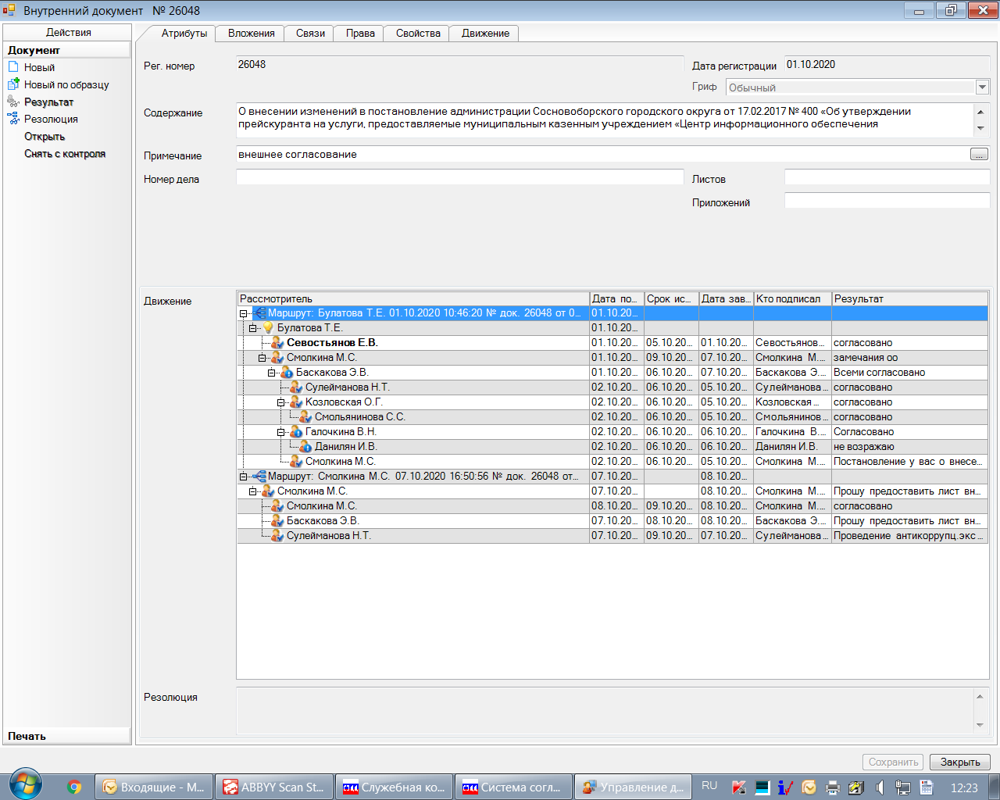 Внутренний документ № 26048
Действия
Документ
Новый
Новый по образцу
Результат
Резолюция
Открыть
Снять с контроля
Печать
Атрибуты Вложения Связи Права Свойства Движение
Рег. номер 26048 Дата регистрации 01.10.2020
Гриф Обычный
Содержание О внесении изменений в постановление администрации Сосновоборского городского округа от 17.02.2017 № 400 «Об утверждении
прейскуранта на услуги, предоставляемые муниципальным казенным учреждением «Центр информационного обеспечения
Примечание внешнее согласование ...
Номер дела Листов
Приложений
Движение
Рассмотритель Дата по... Срок ис... Дата зав... Кто подписал Результат
Маршрут: Булатова Т.Е. 01.10.2020 10:46:20 № док. 26048 от 0... 01.10.20...
Булатова Т.Е. 01.10.20...
Севостьянов Е.В. 01.10.20... 05.10.20... 01.10.20... Севостьянов... согласовано
Смолкина М.С. 01.10.20... 09.10.20... 07.10.20... Смолкина М.... замечания оо
Баскакова Э.В. 01.10.20... 06.10.20... 07.10.20... Баскакова Э.... Всеми согласовано
Сулейманова Н.Т. 02.10.20... 06.10.20... 05.10.20... Сулейманова... согласовано
Козловская О.Г. 02.10.20... 06.10.20... 05.10.20... Козловская ... согласовано
Смольянинова С.С. 02.10.20... 06.10.20... 05.10.20... Смольянинов... согласовано
Галочкина В.Н. 02.10.20... 06.10.20... 06.10.20... Галочкина В.... Согласовано
Данилян И.В. 02.10.20... 06.10.20... 06.10.20... Данилян И.В. не возражаю
Смолкина М.С. 02.10.20... 06.10.20... 05.10.20... Смолкина М.... Постановление у вас о внесе...
Маршрут: Смолкина М.С. 07.10.2020 16:50:56 № док. 26048 от... 07.10.20... 08.10.20...
Смолкина М.С. 07.10.20... 08.10.20... Смолкина М.... Прошу предоставить лист вн...
Смолкина М.С. 08.10.20... 09.10.20... 08.10.20... Смолкина М.... согласовано
Баскакова Э.В. 07.10.20... 08.10.20... 08.10.20... Баскакова Э.... Прошу предоставить лист вн...
Сулейманова Н.Т. 07.10.20... 09.10.20... 07.10.20... Сулейманова... Проведение антикоррупц.экс...
Резолюция
Сохранить Закрыть
Входящие - М... ABBYY Scan St... Служебная ко... Система согл... Управление д... RU 12:23